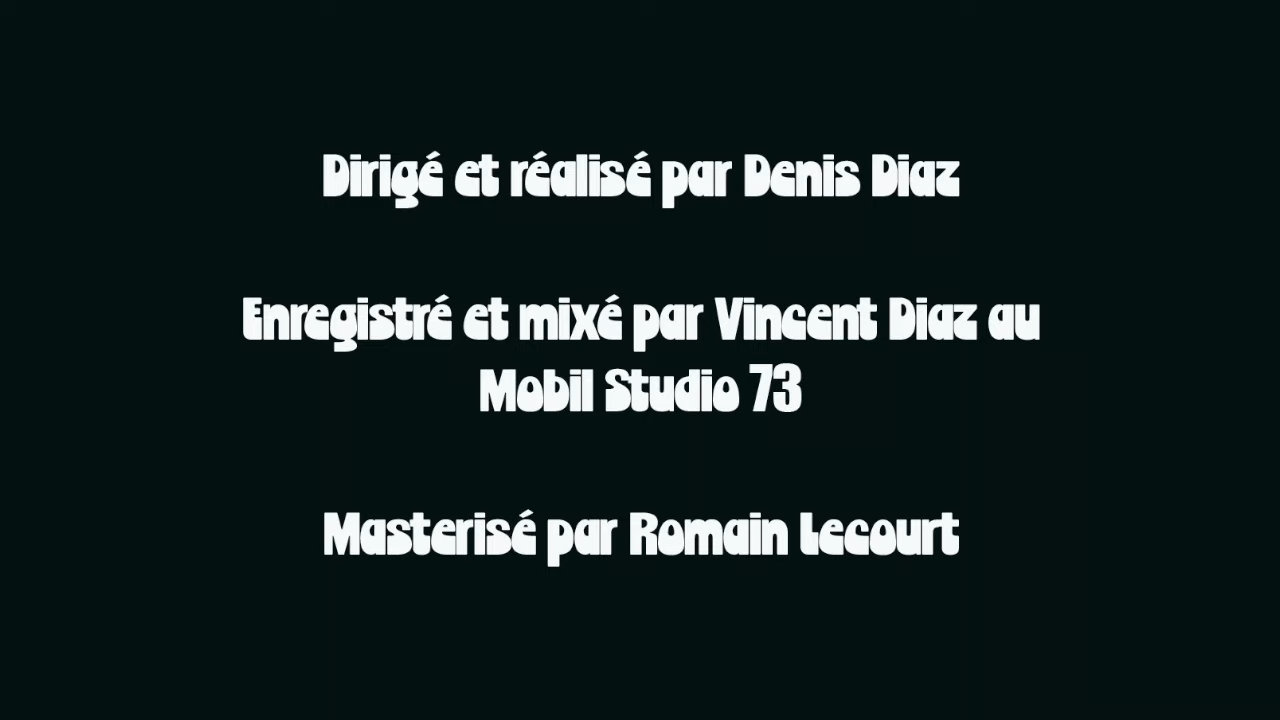 Dirigé et réalisé par Denis Diaz
Enregistré et mixé par Vincent Diaz au
Mobil Studio 73
Masterisé par Romain Lecourt